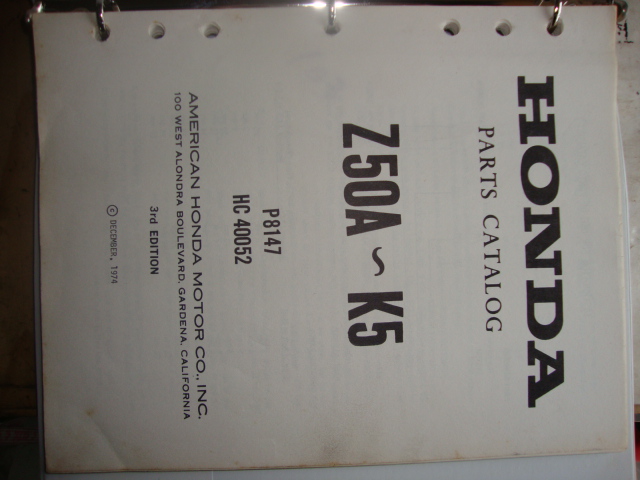 HONDA
PARTS CATALOG
Z50A ~ K5
P8147
HC 40052
AMERICAN HONDA MOTOR CO., INC.
100 WEST ALONDRA BOULEVARD, GARDENA, CALIFORNIA
3rd EDITION
© DECEMBER, 1974